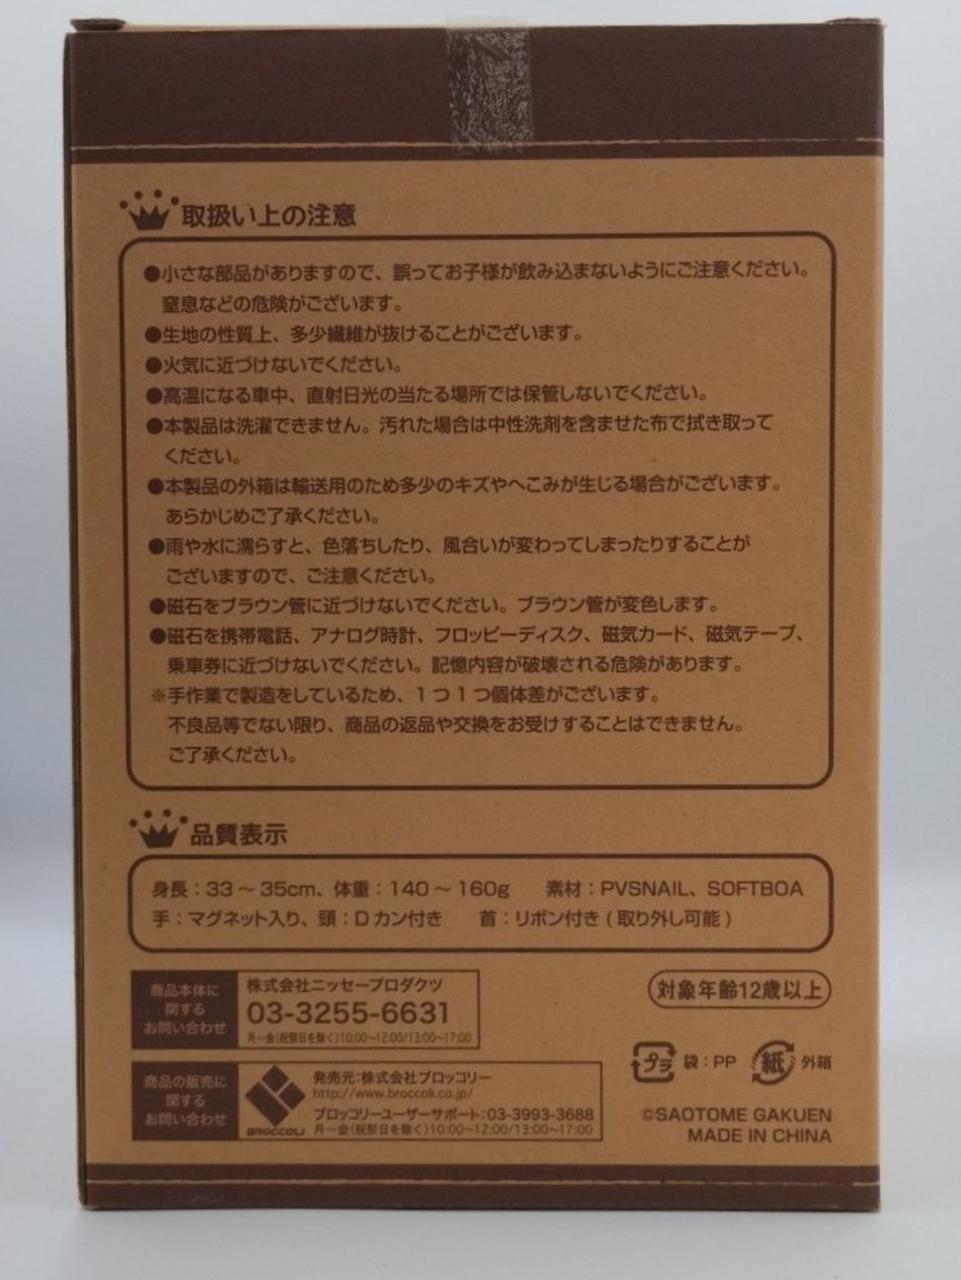 取扱い上の注意
●小さな部品がありますので、誤ってお子様が飲み込まないようにご注意ください。
窒息などの危険がございます。
●生地の性質上、多少繊維が抜けることがございます。
●火気に近づけないでください。
●高温になる車中、直射日光の当たる場所では保管しないでください。
●本製品は洗濯できません。汚れた場合は中性洗剤を含ませた布で拭き取って
ください。
●本製品の外箱は輸送用のため多少のキズやへこみが生じる場合がございます。
あらかじめご了承ください。
●雨や水に濡らすと、色落ちしたり、風合いが変わってしまったりすることが
ございますので、ご注意ください。
●磁石をブラウン管に近づけないでください。ブラウン管が変色します。
●磁石を携帯電話、アナログ時計、フロッピーディスク、磁気カード、磁気テープ、
乗車券に近づけないでください。記憶内容が破壊される危険があります。
※手作業で製造をしているため、1つ1つ個体差がございます。
不良品等でない限り、商品の返品や交換をお受けすることはできません。
ご了承ください。
品質表示
身長：33～35cm、体重：140～160g 素材：PVSNAIL、SOFTBOA
手：マグネット入り、頭：Dカン付き 首：リボン付き(取り外し可能)
商品本体に
関する
お問い合わせ
株式会社ニッセープロダクツ
03-3255-6631
月～金(祝祭日を除く)10:00～12:00/13:00～17:00
対象年齢12歳以上
商品の販売に
関する
お問い合わせ
BROCCOLI
発売元：株式会社ブロッコリー
http://www.broccoli.co.jp/
ブロッコリーユーザーサポート：03-3993-3688
月～金(祝祭日を除く)10:00～12:00/13:00～17:00
プラ 袋：PP 紙 外箱
©SAOTOME GAKUEN
MADE IN CHINA